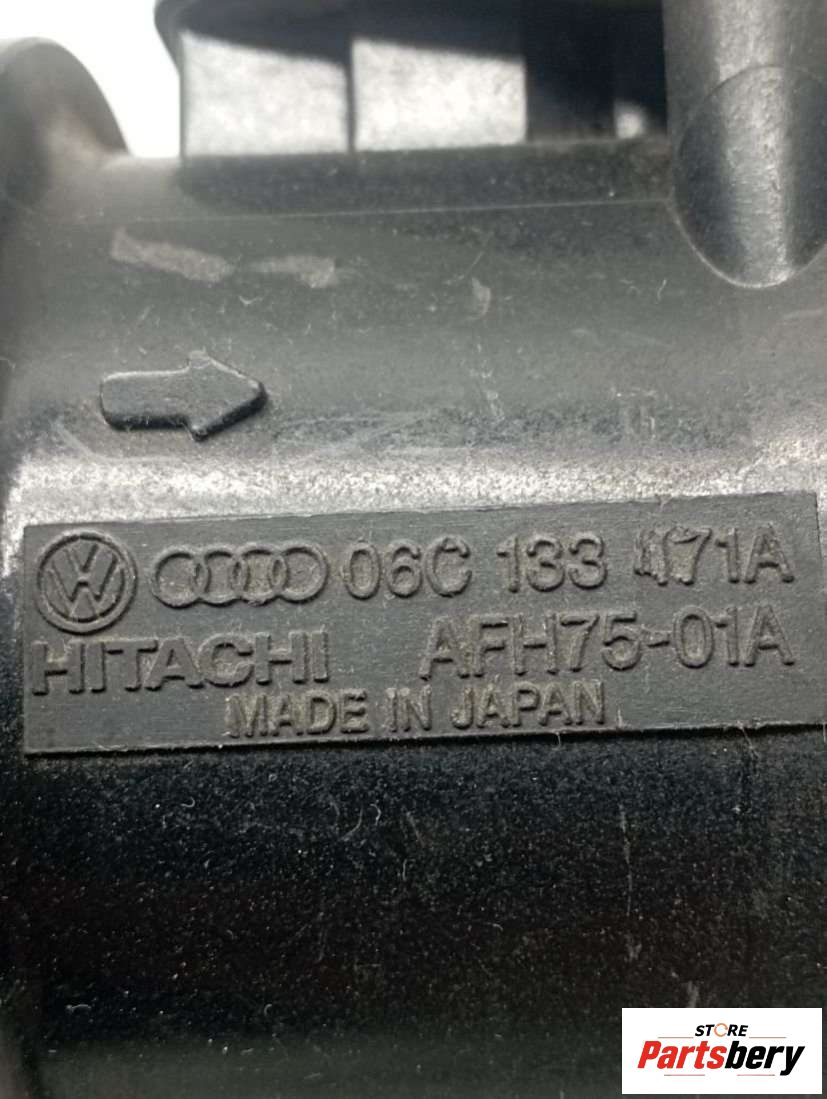 06C 133 471A
HITACHI AFH75-01A
MADE IN JAPAN
STORE
Partsbery